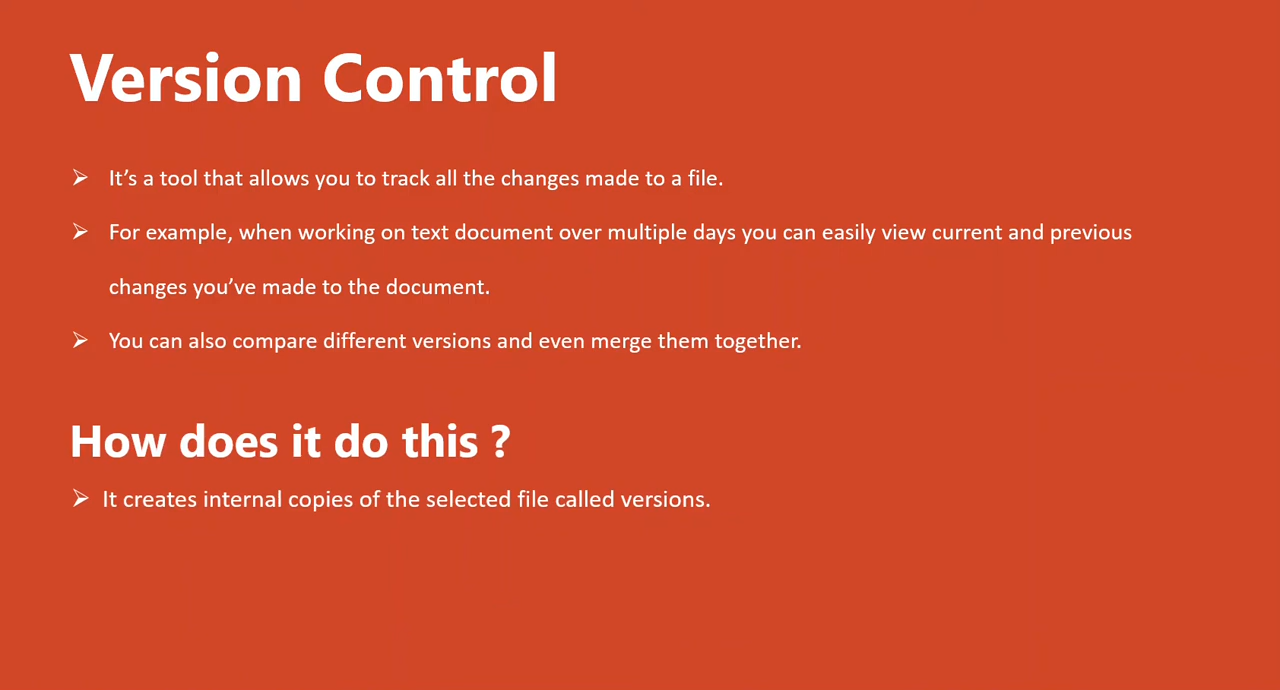 Version Control
➢ It’s a tool that allows you to track all the changes made to a file.
➢ For example, when working on text document over multiple days you can easily view current and previous
changes you’ve made to the document.
➢ You can also compare different versions and even merge them together.
How does it do this ?
➢ It creates internal copies of the selected file called versions.